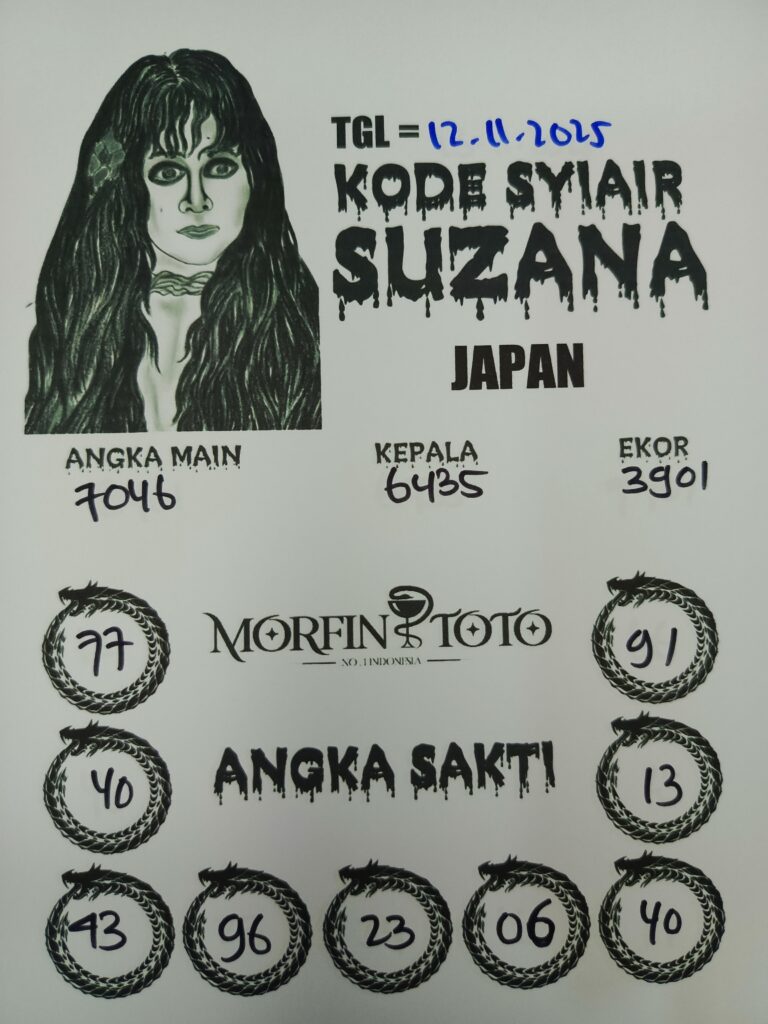 TGL = 12.11.2025
KODE SYIAIR
SUZANA
JAPAN
ANGKA MAIN KEPALA EKOR
7046 6435 3901
77 MORFIN TOTO 91
NO.1 INDONESIA
40 ANGKA SAKTI 13
43 96 23 06 40